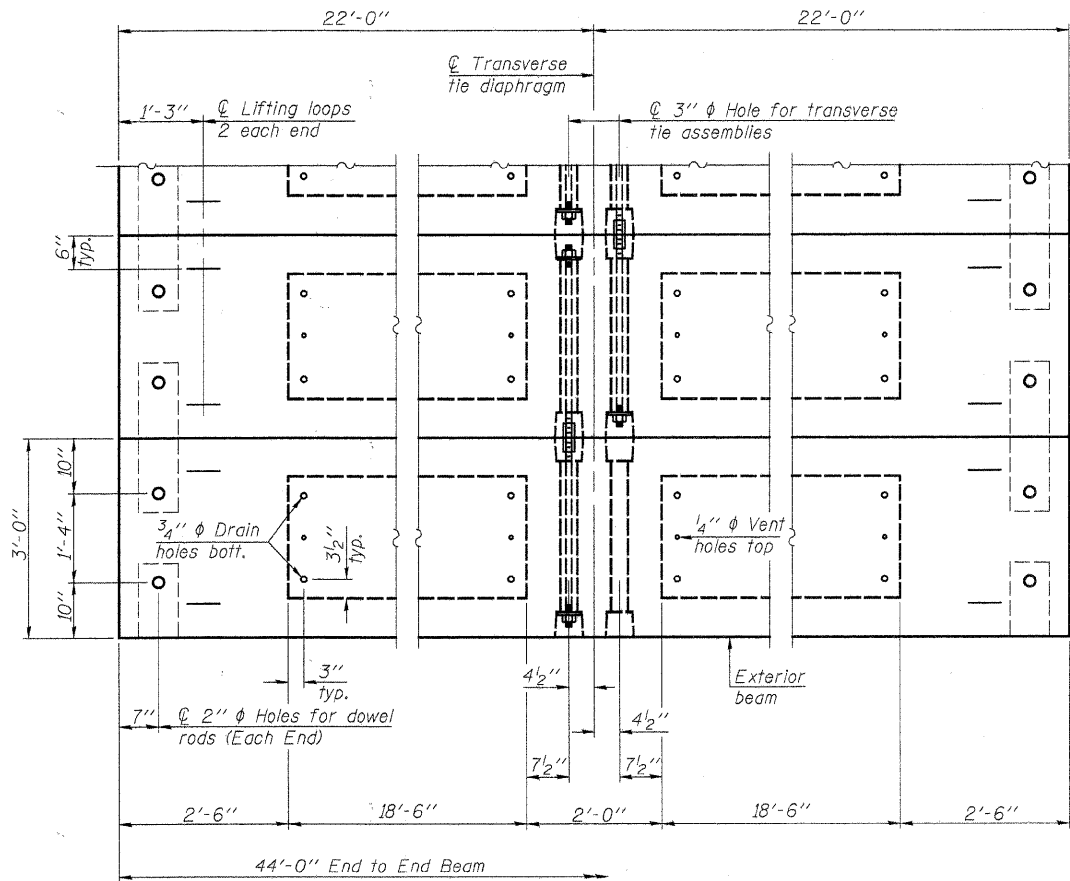 22'-0"
22'-0"
℄ Transverse
tie diaphragm
1'-3"
℄ Lifting loops
2 each end
℄ 3" ϕ Hole for transverse
tie assemblies
6"
typ.
3'-0"
10"
1'-4"
10"
3/4" ϕ Drain
holes bott.
3 1/2"
typ.
1/4" ϕ Vent
holes top
3"
typ.
4 1/2"
Exterior
beam
7"
℄ 2" ϕ Holes for dowel
rods (Each End)
4 1/2"
7 1/2"
7 1/2"
2'-6"
18'-6"
2'-0"
18'-6"
2'-6"
44'-0" End to End Beam